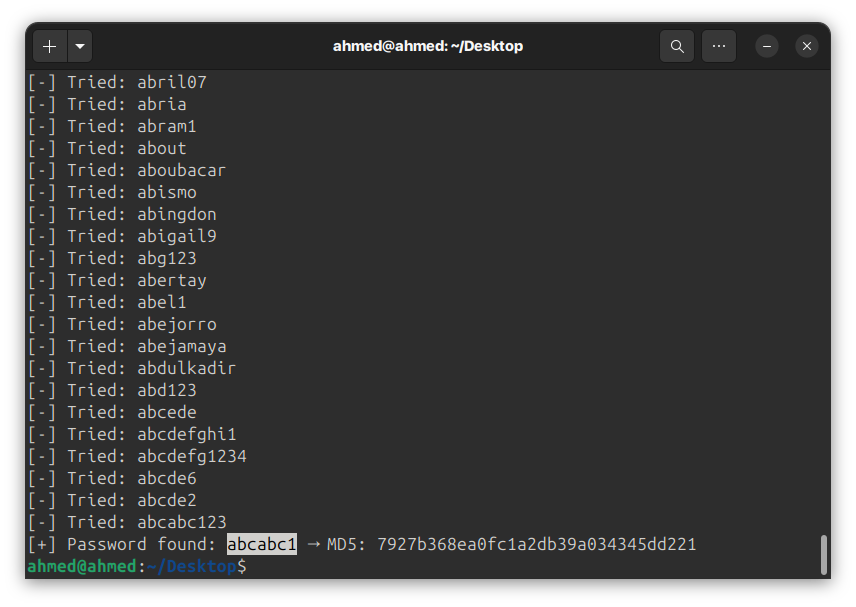 ahmed@ahmed: ~/Desktop
[-] Tried: abril07
[-] Tried: abria
[-] Tried: abram1
[-] Tried: about
[-] Tried: aboubacar
[-] Tried: abismo
[-] Tried: abingdon
[-] Tried: abigail9
[-] Tried: abg123
[-] Tried: abertay
[-] Tried: abel1
[-] Tried: abejorro
[-] Tried: abejamaya
[-] Tried: abdulkadir
[-] Tried: abd123
[-] Tried: abcede
[-] Tried: abcdefghi1
[-] Tried: abcdefg1234
[-] Tried: abcde6
[-] Tried: abcde2
[-] Tried: abcabc123
[+] Password found: abcabc1 → MD5: 7927b368ea0fc1a2db39a034345dd221
ahmed@ahmed:~/Desktop$